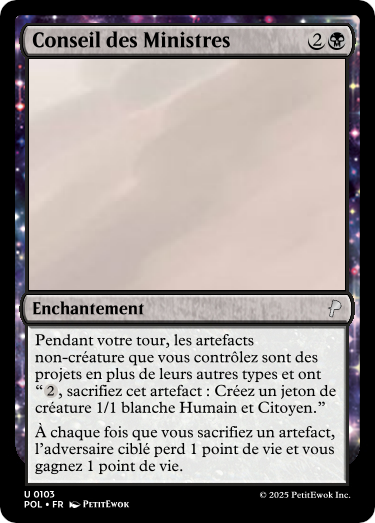 Conseil des Ministres 2
Enchantement
Pendant votre tour, les artefacts
non-créature que vous contrôlez sont des
projets en plus de leurs autres types et ont
“ 2, sacrifiez cet artefact : Créez un jeton de
créature 1/1 blanche Humain et Citoyen.”
À chaque fois que vous sacrifiez un artefact,
l’adversaire ciblé perd 1 point de vie et vous
gagnez 1 point de vie.
U 0103
POL • FR PetitEwok
© 2025 PetitEwok Inc.